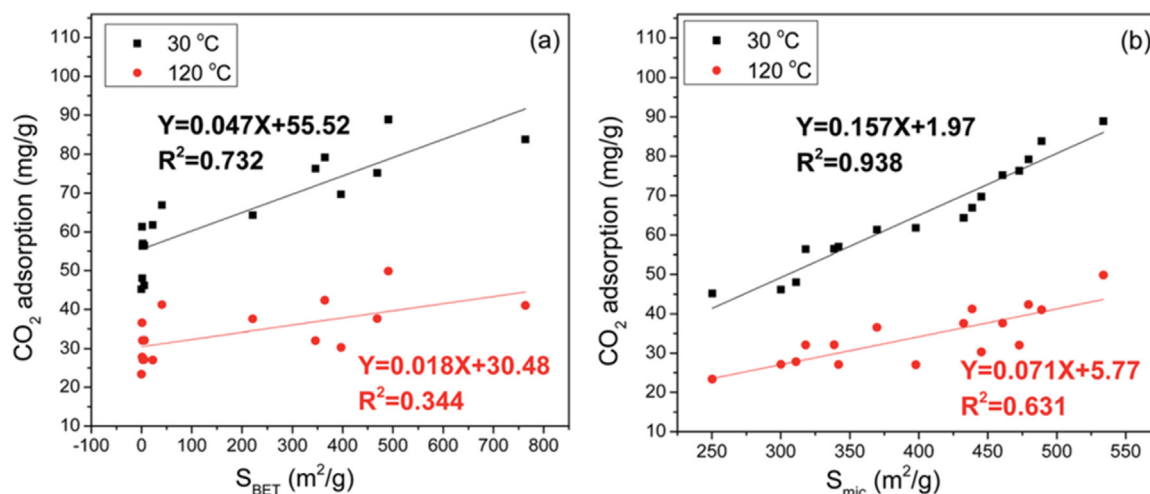 (a)
30 °C
120 °C
Y=0.047X+55.52
R²=0.732
Y=0.018X+30.48
R²=0.344
CO₂ adsorption (mg/g)
110
100
90
80
70
60
50
40
30
20
10
-100 0 100 200 300 400 500 600 700 800
S_BET (m²/g)
(b)
30 °C
120 °C
Y=0.157X+1.97
R²=0.938
Y=0.071X+5.77
R²=0.631
CO₂ adsorption (mg/g)
110
100
90
80
70
60
50
40
30
20
10
250 300 350 400 450 500 550
S_mic (m²/g)